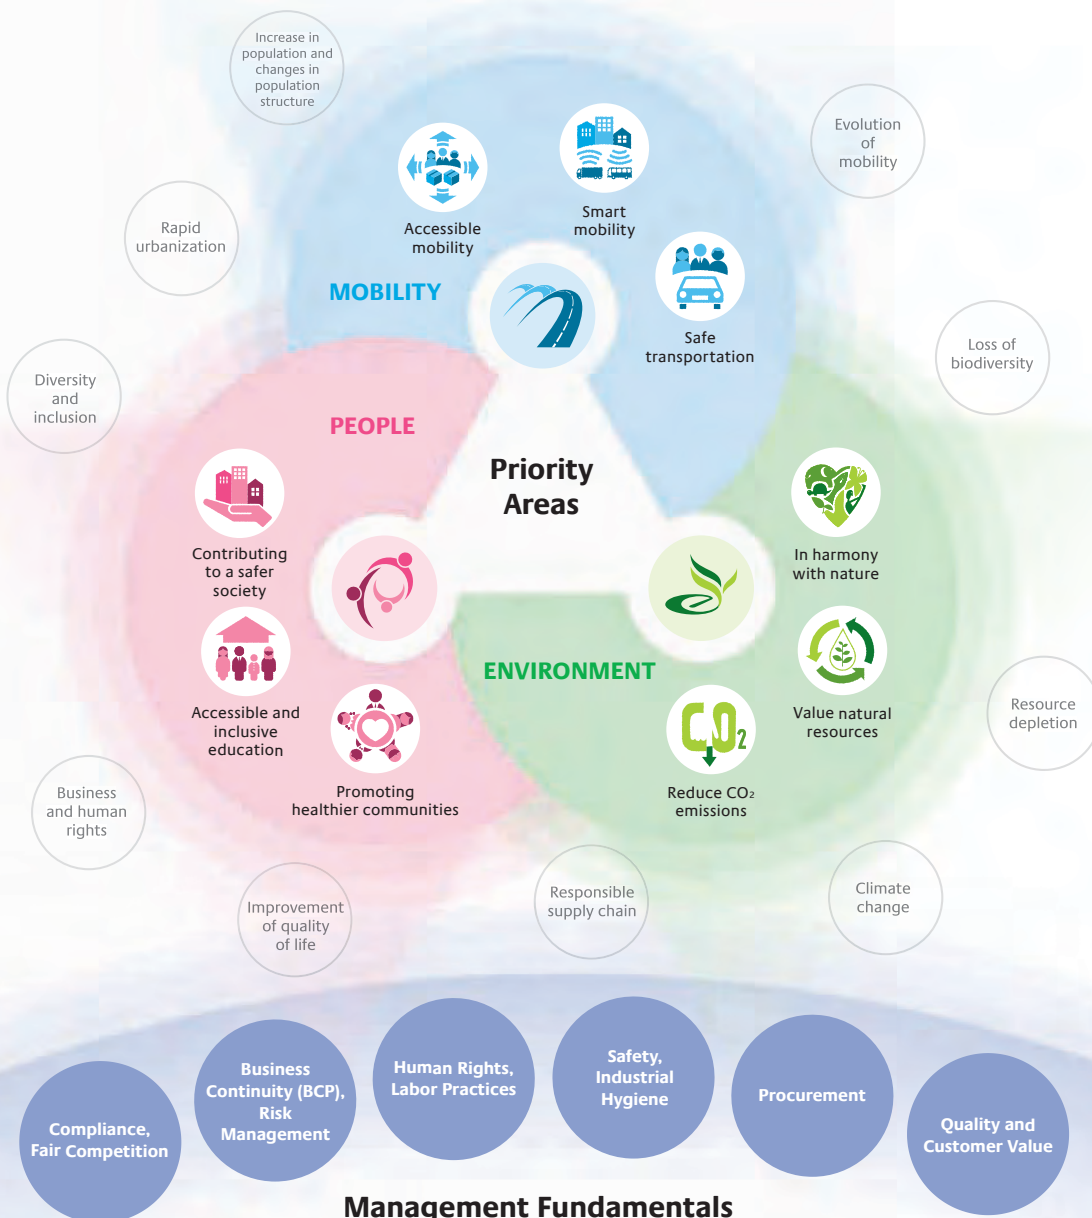 Increase in
population and
changes in
population
structure
Evolution
of
mobility
Accessible
mobility
Smart
mobility
Rapid
urbanization
MOBILITY
Safe
transportation
Loss of
biodiversity
Diversity
and
inclusion
PEOPLE
Priority
Areas
Contributing
to a safer
society
In harmony
with nature
Accessible and
inclusive
education
ENVIRONMENT
CO2
Value natural
resources
Resource
depletion
Promoting
healthier communities
Reduce CO₂
emissions
Business
and human
rights
Improvement
of quality
of life
Responsible
supply chain
Climate
change
Compliance,
Fair Competition
Business
Continuity (BCP),
Risk
Management
Human Rights,
Labor Practices
Safety,
Industrial
Hygiene
Procurement
Quality and
Customer Value
Management Fundamentals